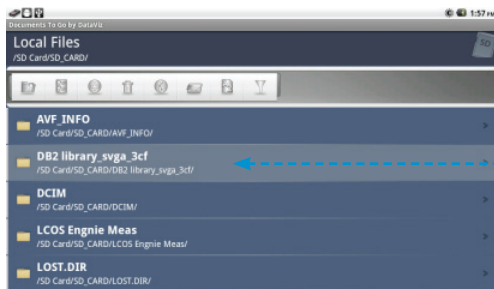 1:57 PM
Documents To Go by DataViz
Local Files
/SD Card/SD_CARD/
SD
AVF_INFO
/SD Card/SD_CARD/AVF_INFO/
DB2 library_svga_3cf
/SD Card/SD_CARD/DB2 library_svga_3cf/
DCIM
/SD Card/SD_CARD/DCIM/
LCOS Engnie Meas
/SD Card/SD_CARD/LCOS Engnie Meas/
LOST.DIR
/SD Card/SD_CARD/LOST.DIR/